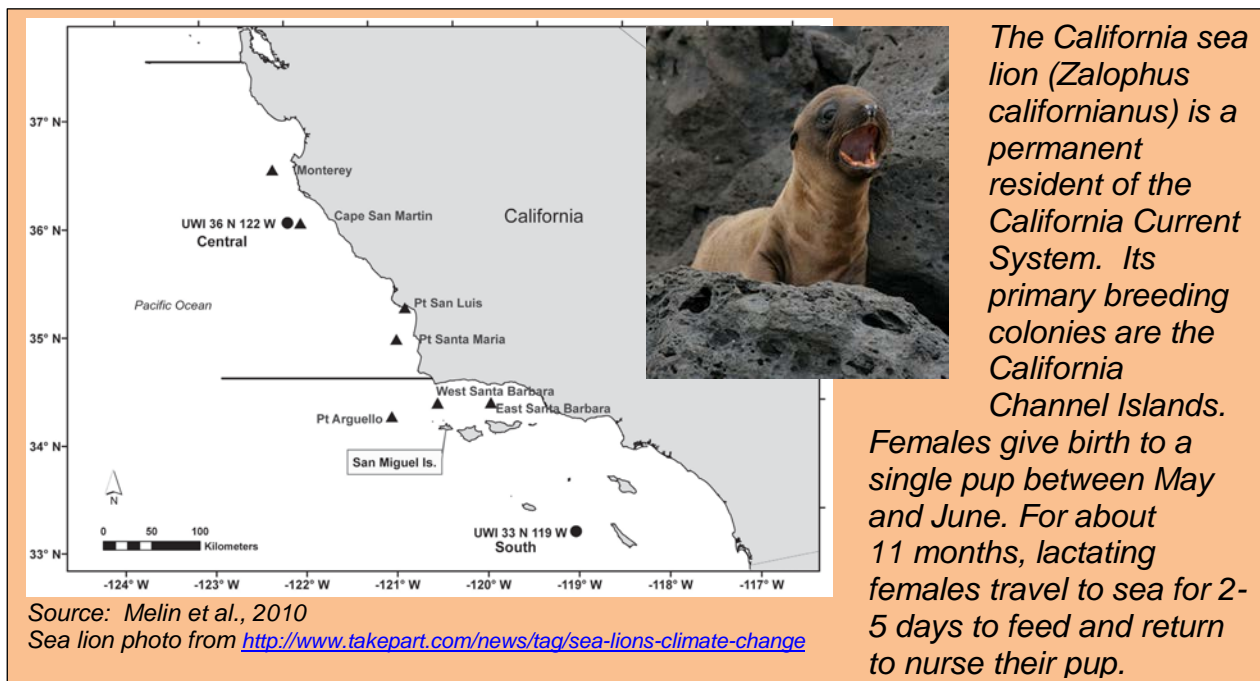 37° N
36° N
35° N
34° N
33° N
Monterey
UWI 36 N 122 W
Central
Cape San Martin
California
Pacific Ocean
Pt San Luis
Pt Santa Maria
West Santa Barbara
East Santa Barbara
Pt Arguello
San Miguel Is.
N
0 50 100
Kilometers
UWI 33 N 119 W
South
-124° W -123° W -122° W -121° W -120° W -119° W -118° W -117° W
Source: Melin et al., 2010
Sea lion photo from http://www.takepart.com/news/tag/sea-lions-climate-change
The California sea
lion (Zalophus
californianus) is a
permanent
resident of the
California Current
System. Its
primary breeding
colonies are the
California
Channel Islands.
Females give birth to a
single pup between May
and June. For about
11 months, lactating
females travel to sea for 2-
5 days to feed and return
to nurse their pup.